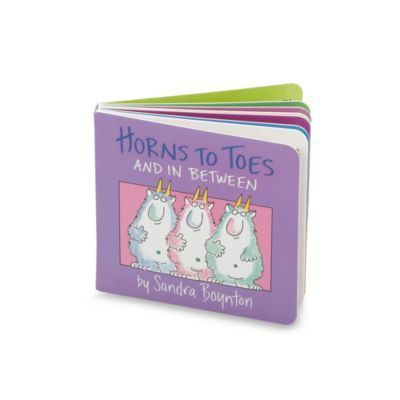 HORNS TO TOES
AND IN BETWEEN
by Sandra Boynton